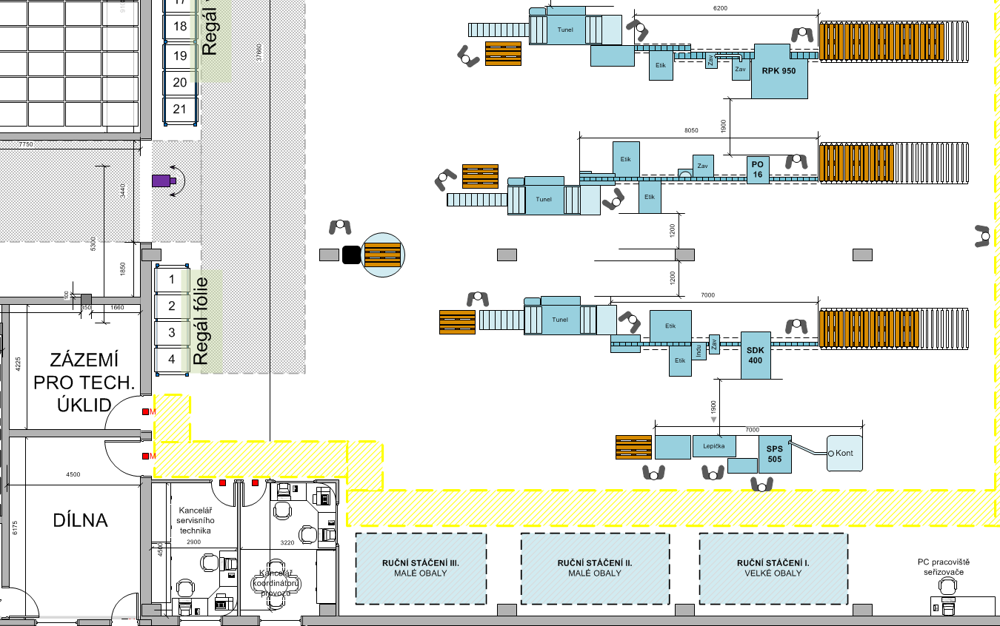 17
18
19
20
21
Regál
37860
7750
3440
5300
1850
100
350
1660
4225
ZÁZEMÍ
PRO TECH.
ÚKLID
M
M
1
2
3
4
Regál fólie
4500
6175
DÍLNA
Kancelář
servisního
technika
2900
4500
3220
Kancelář
koordinátorů
provozu
6200
Tunel
Etik
Zav
Zav
RPK 950
1900
8050
Etik
Zav
PO
16
Tunel
Etik
1200
1200
7000
Tunel
Etik
Etik
Indu
Zav
SDK
400
1900
7000
Lepička
SPS
505
Kont
RUČNÍ STÁČENÍ III.
MALÉ OBALY
RUČNÍ STÁČENÍ II.
MALÉ OBALY
RUČNÍ STÁČENÍ I.
VELKÉ OBALY
PC pracoviště
seřizovače